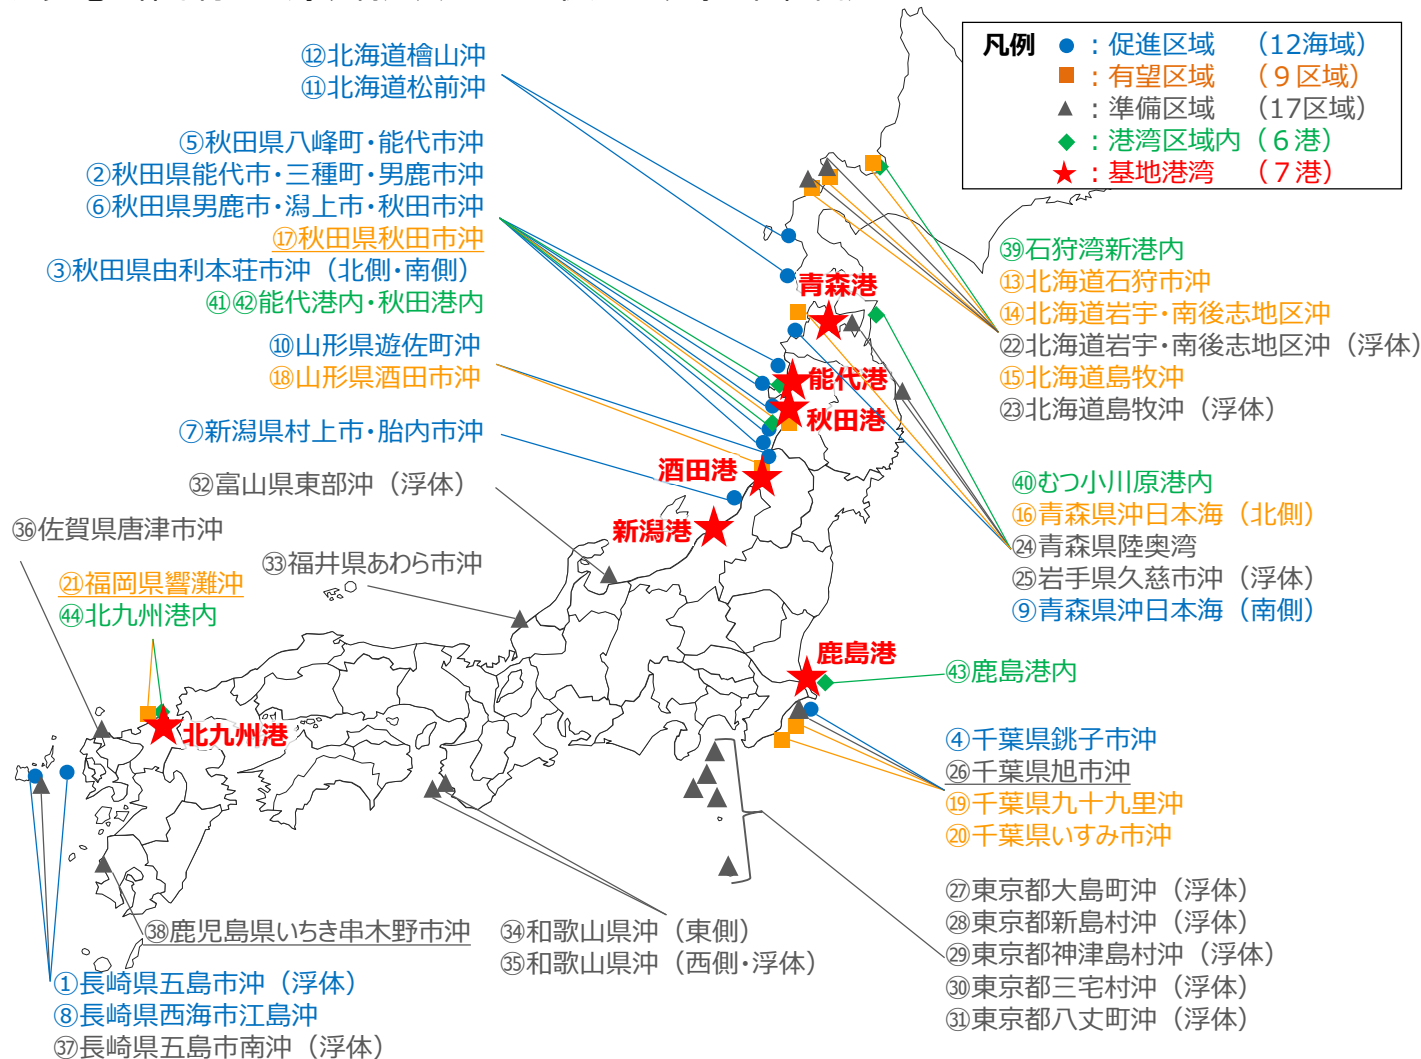 凡例 ●：促進区域 （12海域）
■：有望区域 （９区域）
▲：準備区域 （17区域）
◆：港湾区域内（６港）
★：基地港湾 （７港）
⑫北海道檜山沖
⑪北海道松前沖
⑤秋田県八峰町・能代市沖
②秋田県能代市・三種町・男鹿市沖
⑥秋田県男鹿市・潟上市・秋田市沖
⑰秋田県秋田市沖
③秋田県由利本荘市沖（北側・南側）
㊶㊷能代港内・秋田港内
⑩山形県遊佐町沖
⑱山形県酒田市沖
⑦新潟県村上市・胎内市沖
㉜富山県東部沖（浮体）
㊱佐賀県唐津市沖
㉝福井県あわら市沖
㉑福岡県響灘沖
㊹北九州港内
青森港
能代港
秋田港
酒田港
新潟港
鹿島港
北九州港
㊴石狩湾新港内
⑬北海道石狩市沖
⑭北海道岩宇・南後志地区沖
㉒北海道岩宇・南後志地区沖（浮体）
⑮北海道島牧沖
㉓北海道島牧沖（浮体）
㊵むつ小川原港内
⑯青森県沖日本海（北側）
㉔青森県陸奥湾
㉕岩手県久慈市沖（浮体）
⑨青森県沖日本海（南側）
㊸鹿島港内
④千葉県銚子市沖
㉖千葉県旭市沖
⑲千葉県九十九里沖
⑳千葉県いすみ市沖
㉗東京都大島町沖（浮体）
㉘東京都新島村沖（浮体）
㉙東京都神津島村沖（浮体）
㉚東京都三宅村沖（浮体）
㉛東京都八丈町沖（浮体）
㊳鹿児島県いちき串木野市沖
㉞和歌山県沖（東側）
㉟和歌山県沖（西側・浮体）
①長崎県五島市沖（浮体）
⑧長崎県西海市江島沖
㊲長崎県五島市南沖（浮体）